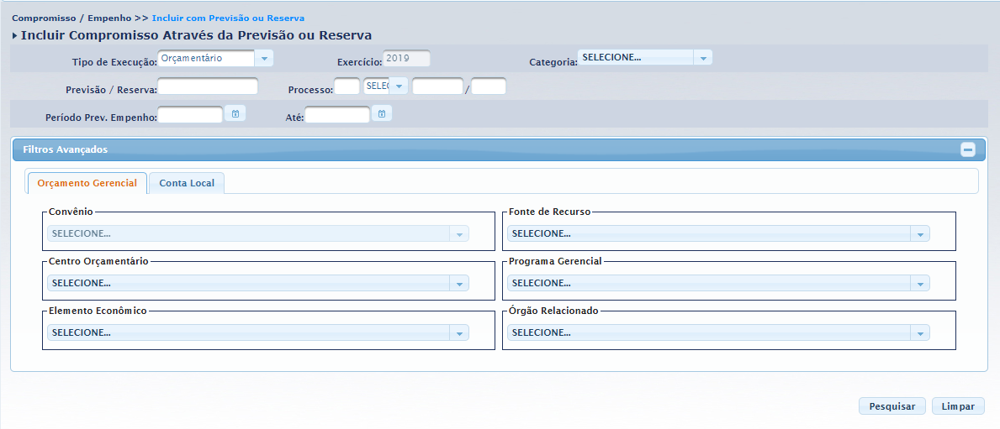 Compromisso / Empenho >> Incluir com Previsão ou Reserva
Incluir Compromisso Através da Previsão ou Reserva
Tipo de Execução: Orçamentário Exercício: 2019 Categoria: SELECIONE...
Previsão / Reserva: Processo: SELE /
Período Prev. Empenho: Até:
Filtros Avançados
Orçamento Gerencial Conta Local
Convênio Fonte de Recurso
SELECIONE... SELECIONE...
Centro Orçamentário Programa Gerencial
SELECIONE... SELECIONE...
Elemento Econômico Órgão Relacionado
SELECIONE... SELECIONE...
Pesquisar Limpar